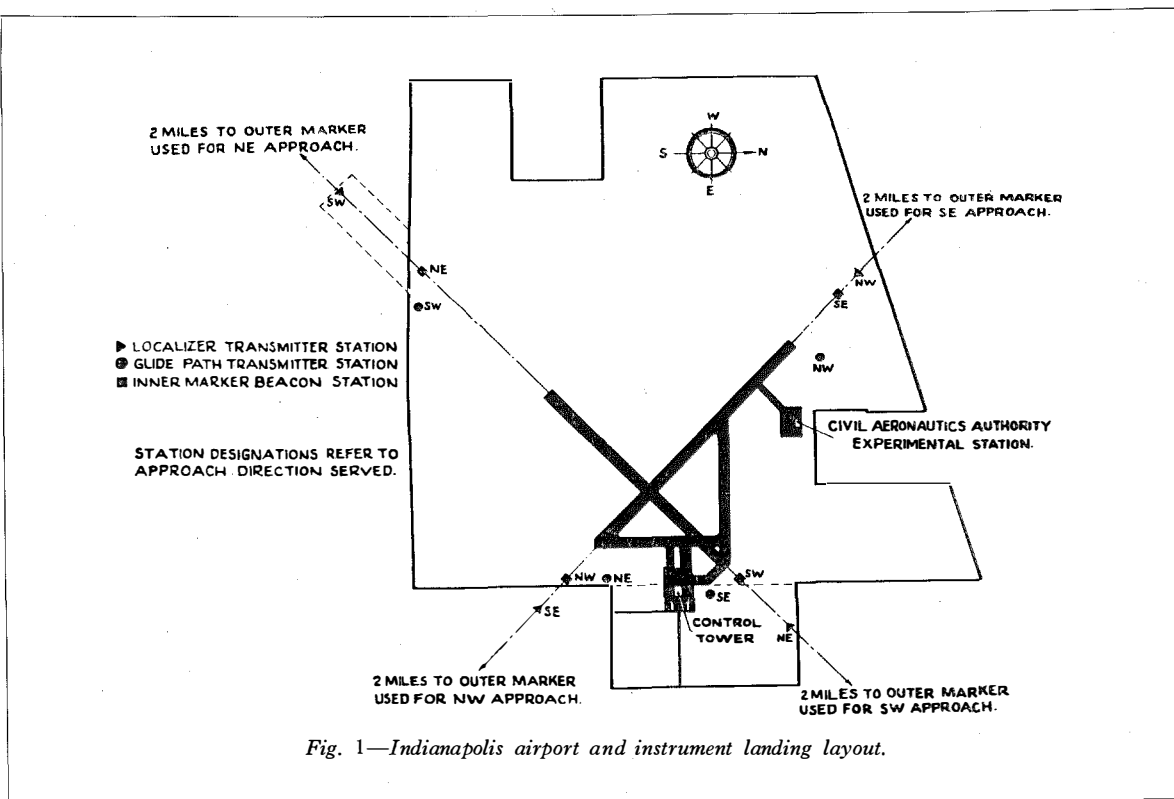 W
S
N
E
2 MILES TO OUTER MARKER
USED FOR NE APPROACH.
SW
2 MILES TO OUTER MARKER
USED FOR SE APPROACH.
NE
SW
NW
SE
NW
LOCALIZER TRANSMITTER STATION
GLIDE PATH TRANSMITTER STATION
INNER MARKER BEACON STATION
STATION DESIGNATIONS REFER TO
APPROACH DIRECTION SERVED.
CIVIL AERONAUTICS AUTHORITY
EXPERIMENTAL STATION.
NW
NE
SW
SE
SE
CONTROL
TOWER
NE
2 MILES TO OUTER MARKER
USED FOR NW APPROACH.
2 MILES TO OUTER MARKER
USED FOR SW APPROACH.
Fig. 1—Indianapolis airport and instrument landing layout.